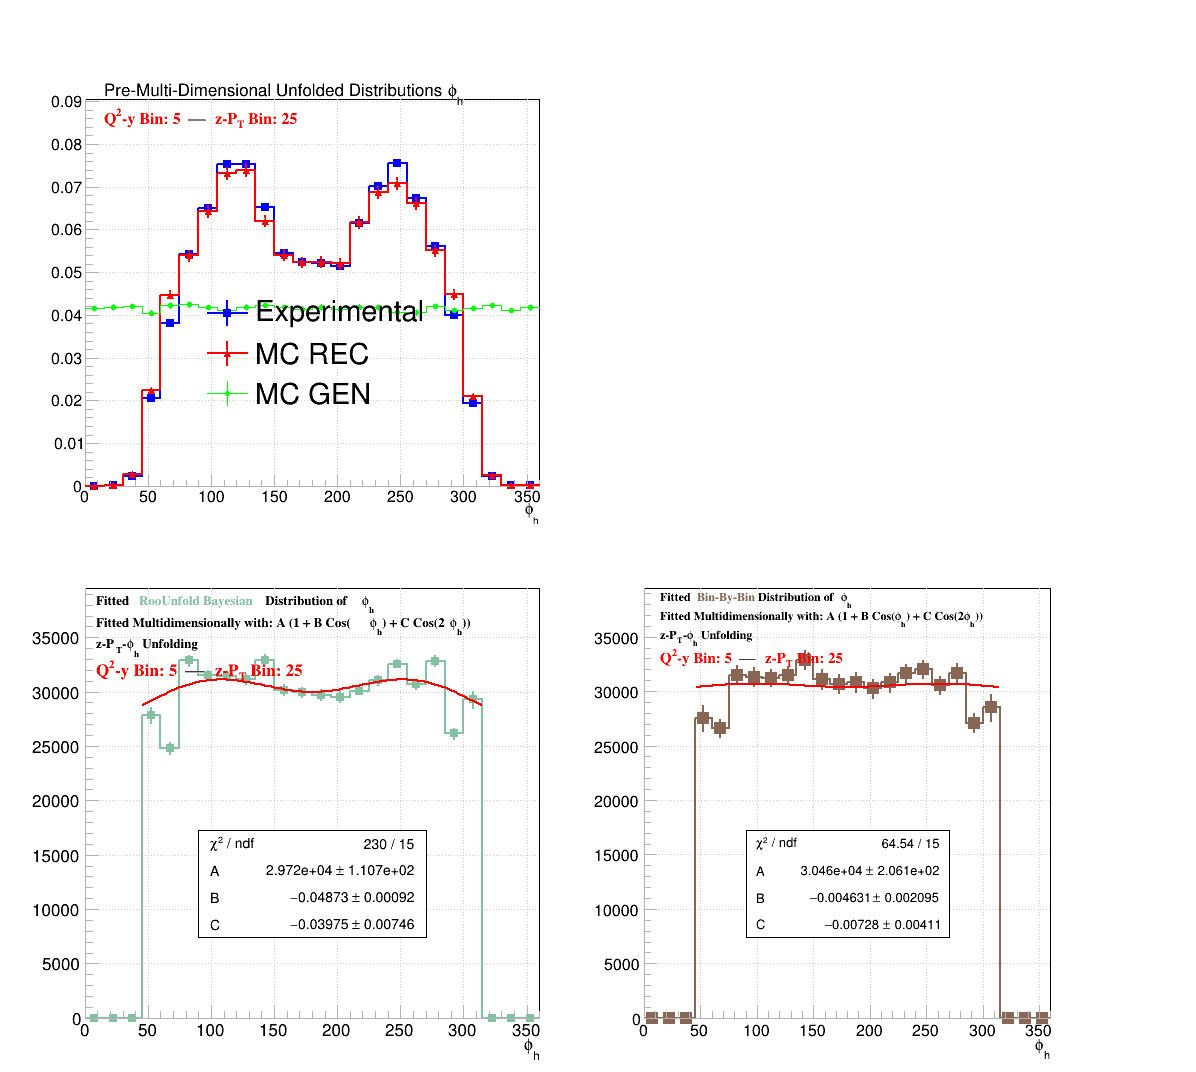 Pre-Multi-Dimensional Unfolded Distributions ϕh
Q2-y Bin: 5 — z-PT Bin: 25
0.09
0.08
0.07
0.06
0.05
0.04
0.03
0.02
0.01
0
Experimental
MC REC
MC GEN
0 50 100 150 200 250 300 350
ϕh
Fitted RooUnfold Bayesian Distribution of ϕh
Fitted Multidimensionally with: A (1 + B Cos( ϕh) + C Cos(2 ϕh))
z-PT-ϕh Unfolding
Q2-y Bin: 5 — z-PT Bin: 25
35000
30000
25000
20000
15000
10000
5000
0
χ2 / ndf 230 / 15
A 2.972e+04 ± 1.107e+02
B −0.04873 ± 0.00092
C −0.03975 ± 0.00746
0 50 100 150 200 250 300 350
ϕh
Fitted Bin-By-Bin Distribution of ϕh
Fitted Multidimensionally with: A (1 + B Cos(ϕh) + C Cos(2ϕh))
z-PT-ϕh Unfolding
Q2-y Bin: 5 — z-PT Bin: 25
35000
30000
25000
20000
15000
10000
5000
0
χ2 / ndf 64.54 / 15
A 3.046e+04 ± 2.061e+02
B −0.004631 ± 0.002095
C −0.00728 ± 0.00411
0 50 100 150 200 250 300 350
ϕh